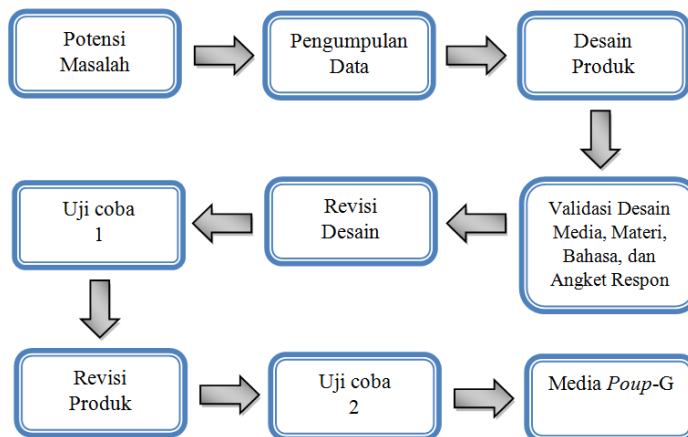 Potensi
Masalah
Pengumpulan
Data
Desain
Produk
Validasi Desain
Media, Materi,
Bahasa, dan
Angket Respon
Revisi
Desain
Uji coba
1
Revisi
Produk
Uji coba
2
Media Poup-G